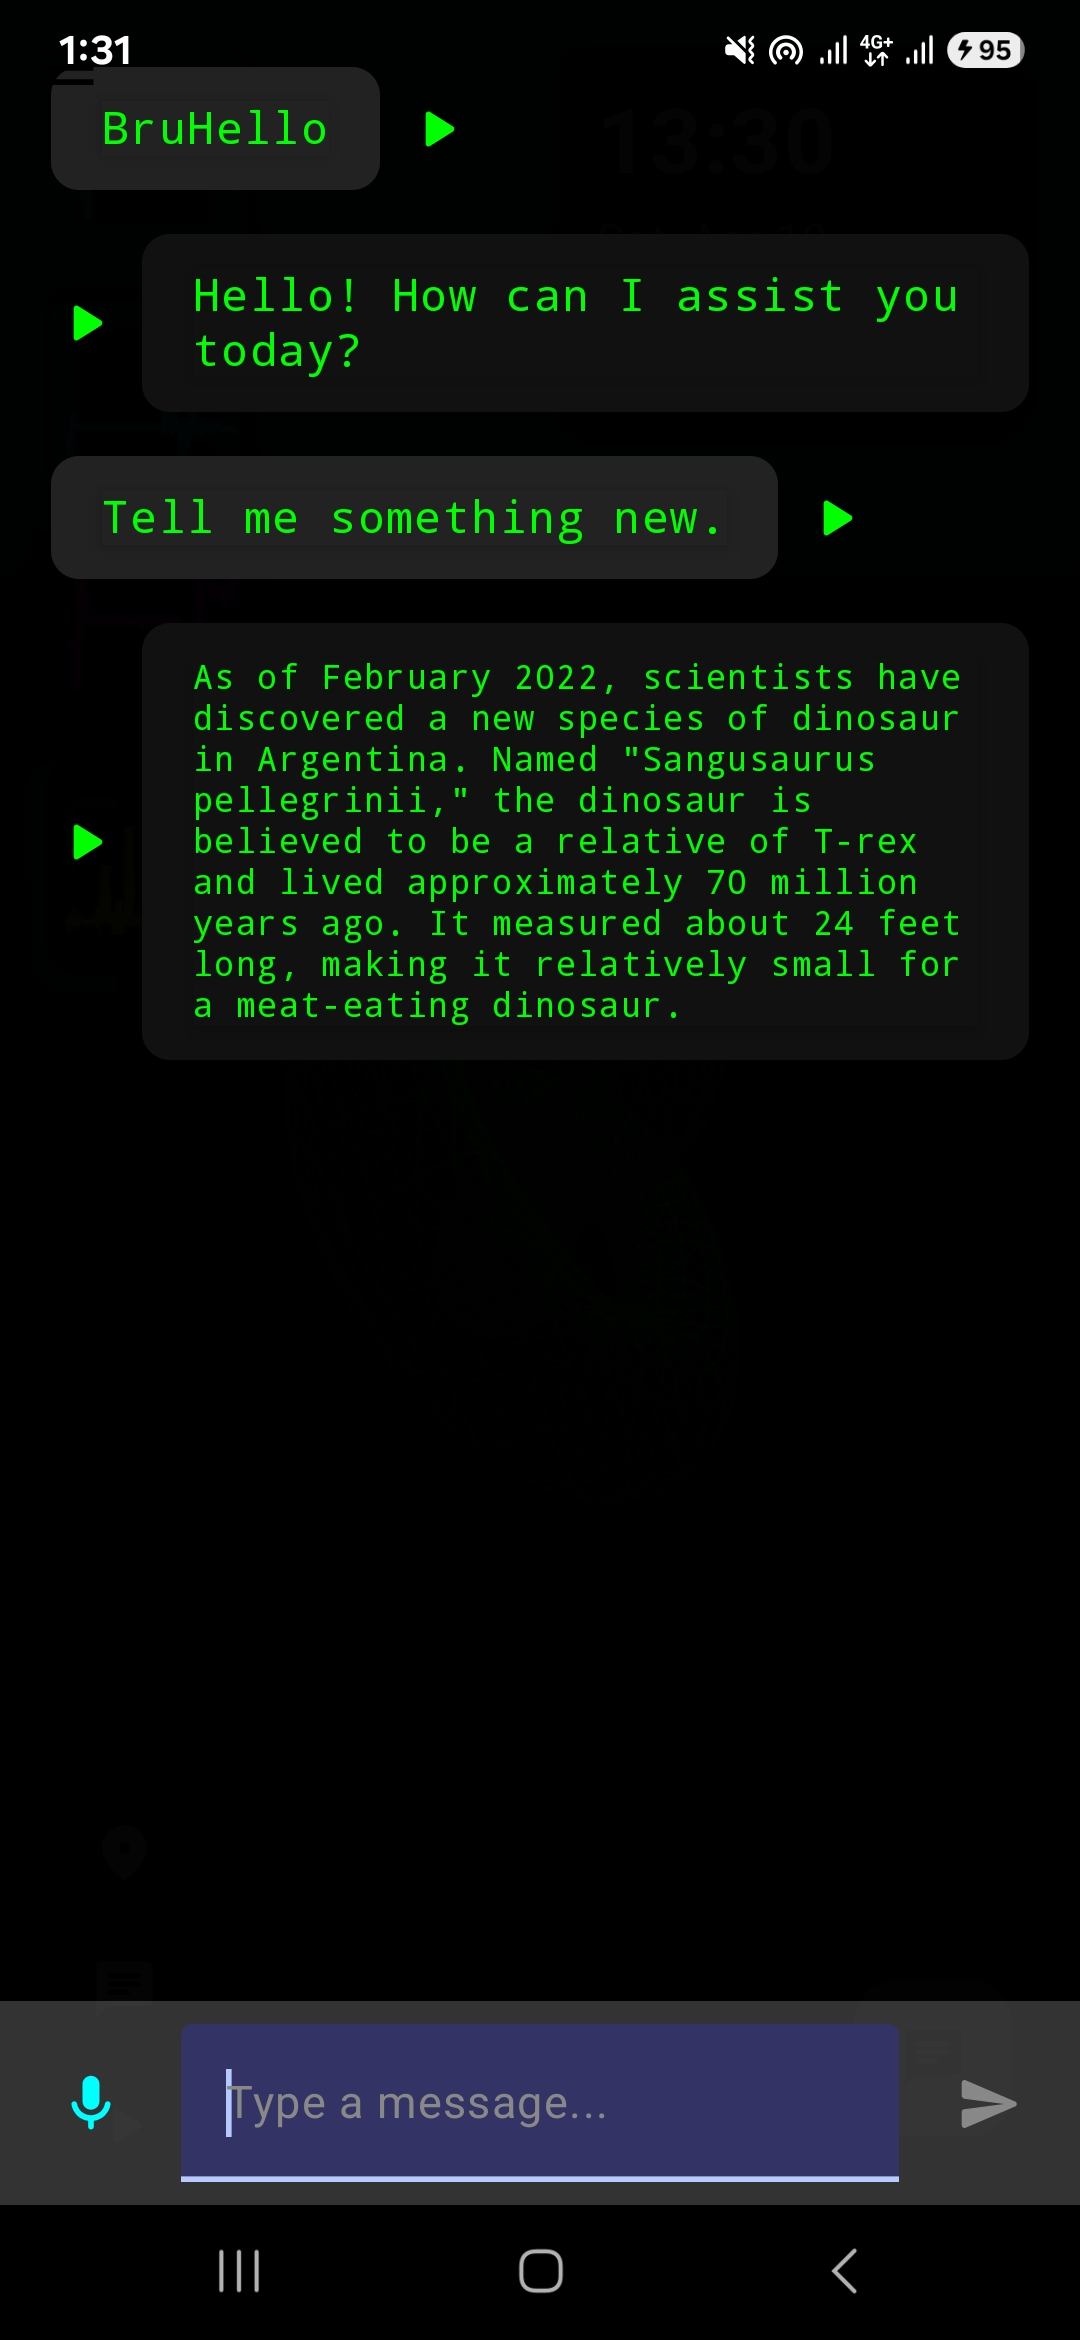 1:31
4G+
95
13:30
BruHello
Hello! How can I assist you
today?
Tell me something new.
As of February 2022, scientists have
discovered a new species of dinosaur
in Argentina. Named "Sangusaurus
pellegrinii," the dinosaur is
believed to be a relative of T-rex
and lived approximately 70 million
years ago. It measured about 24 feet
long, making it relatively small for
a meat-eating dinosaur.
Type a message...